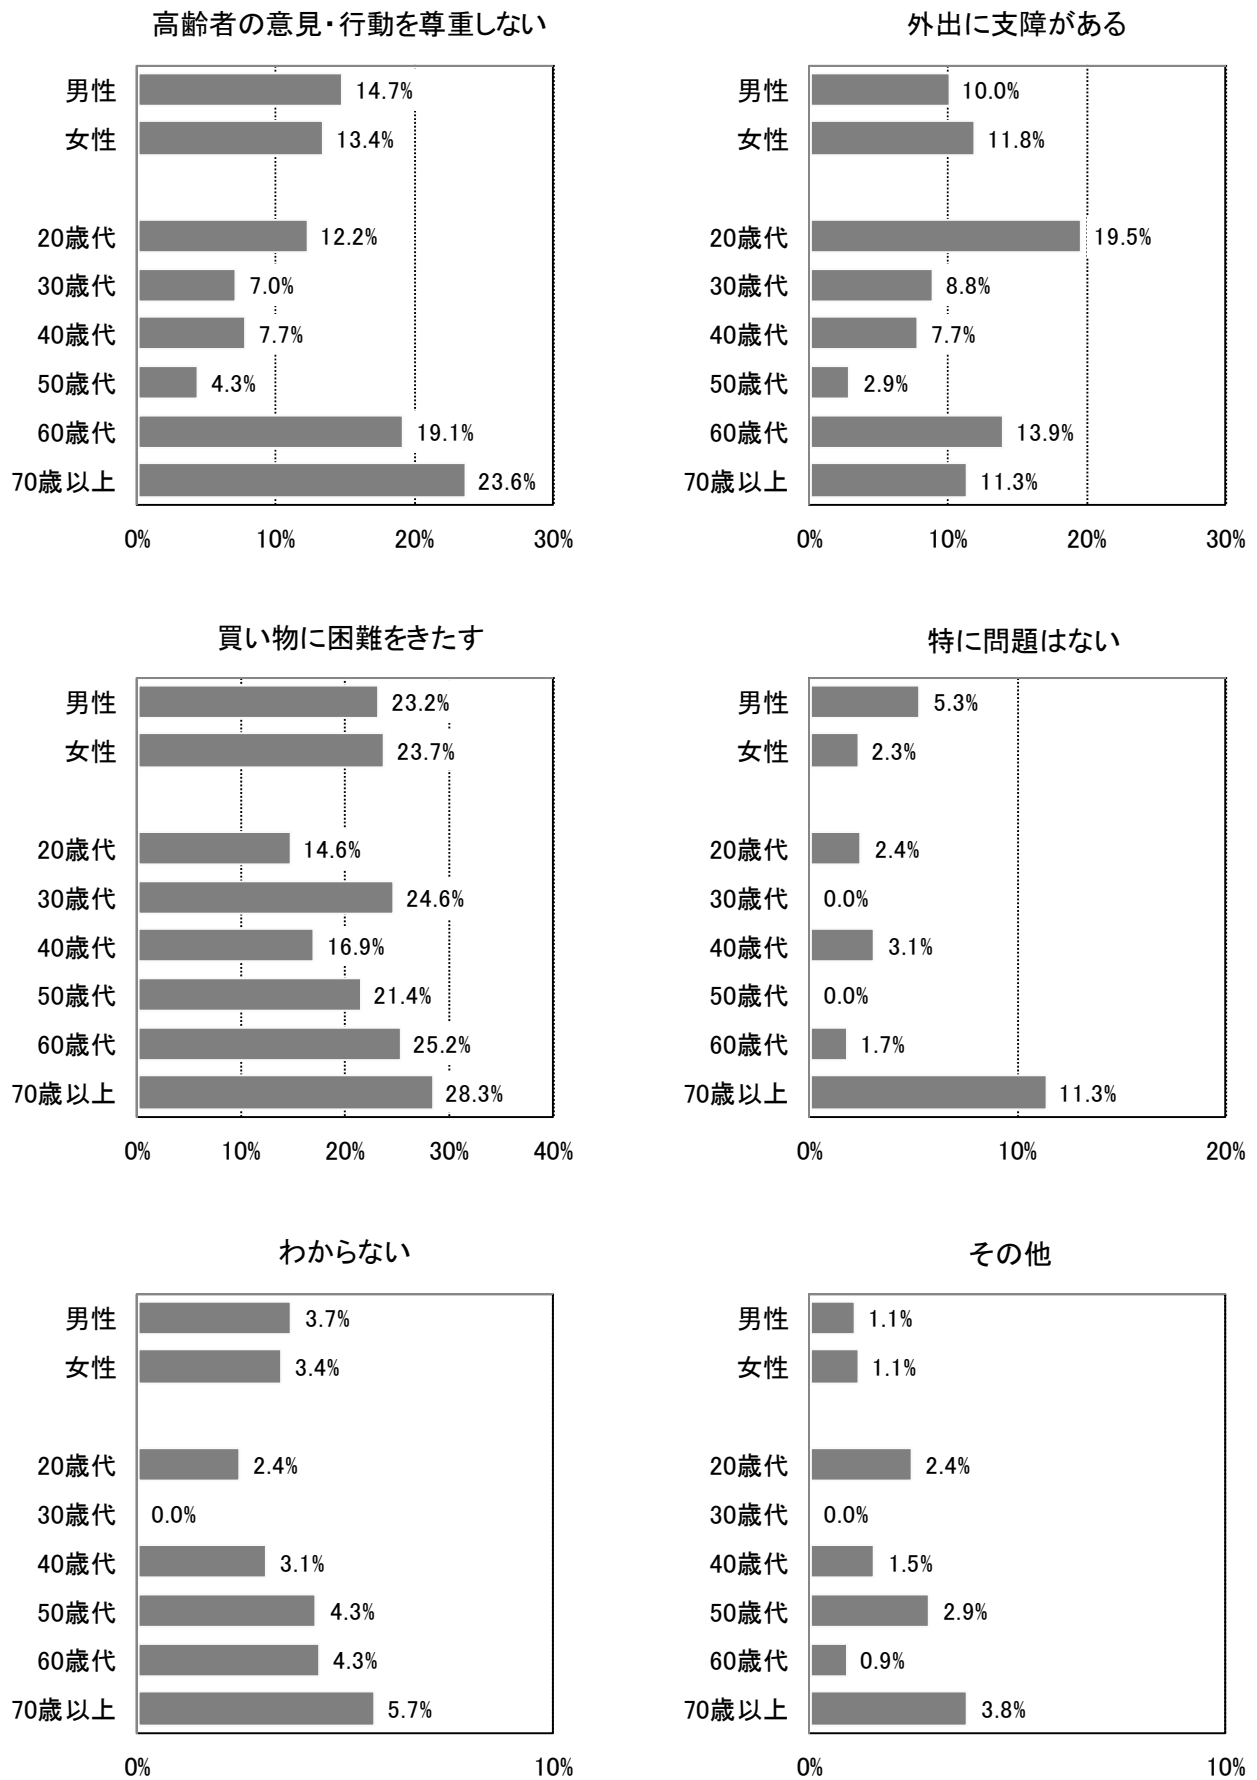 高齢者の意見・行動を尊重しない
男性 14.7%
女性 13.4%
20歳代 12.2%
30歳代 7.0%
40歳代 7.7%
50歳代 4.3%
60歳代 19.1%
70歳以上 23.6%
0% 10% 20% 30%
外出に支障がある
男性 10.0%
女性 11.8%
20歳代 19.5%
30歳代 8.8%
40歳代 7.7%
50歳代 2.9%
60歳代 13.9%
70歳以上 11.3%
0% 10% 20% 30%
買い物に困難をきたす
男性 23.2%
女性 23.7%
20歳代 14.6%
30歳代 24.6%
40歳代 16.9%
50歳代 21.4%
60歳代 25.2%
70歳以上 28.3%
0% 10% 20% 30% 40%
特に問題はない
男性 5.3%
女性 2.3%
20歳代 2.4%
30歳代 0.0%
40歳代 3.1%
50歳代 0.0%
60歳代 1.7%
70歳以上 11.3%
0% 10% 20%
わからない
男性 3.7%
女性 3.4%
20歳代 2.4%
30歳代 0.0%
40歳代 3.1%
50歳代 4.3%
60歳代 4.3%
70歳以上 5.7%
0% 10%
その他
男性 1.1%
女性 1.1%
20歳代 2.4%
30歳代 0.0%
40歳代 1.5%
50歳代 2.9%
60歳代 0.9%
70歳以上 3.8%
0% 10%